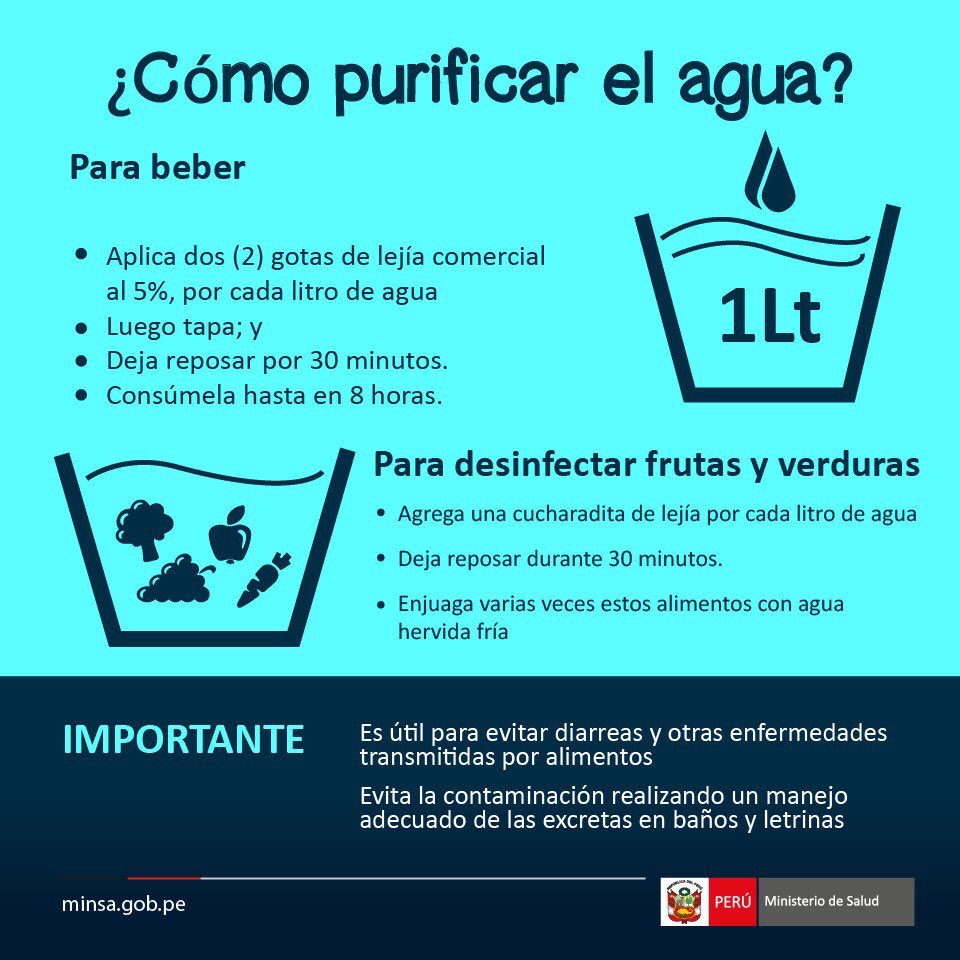 ¿Cómo purificar el agua?
Para beber
• Aplica dos (2) gotas de lejía comercial
al 5%, por cada litro de agua
• Luego tapa; y
• Deja reposar por 30 minutos.
• Consúmela hasta en 8 horas.
1Lt
Para desinfectar frutas y verduras
• Agrega una cucharadita de lejía por cada litro de agua
• Deja reposar durante 30 minutos.
• Enjuaga varias veces estos alimentos con agua
hervida fría
IMPORTANTE
Es útil para evitar diarreas y otras enfermedades
transmitidas por alimentos
Evita la contaminación realizando un manejo
adecuado de las excretas en baños y letrinas
minsa.gob.pe
PERÚ Ministerio de Salud